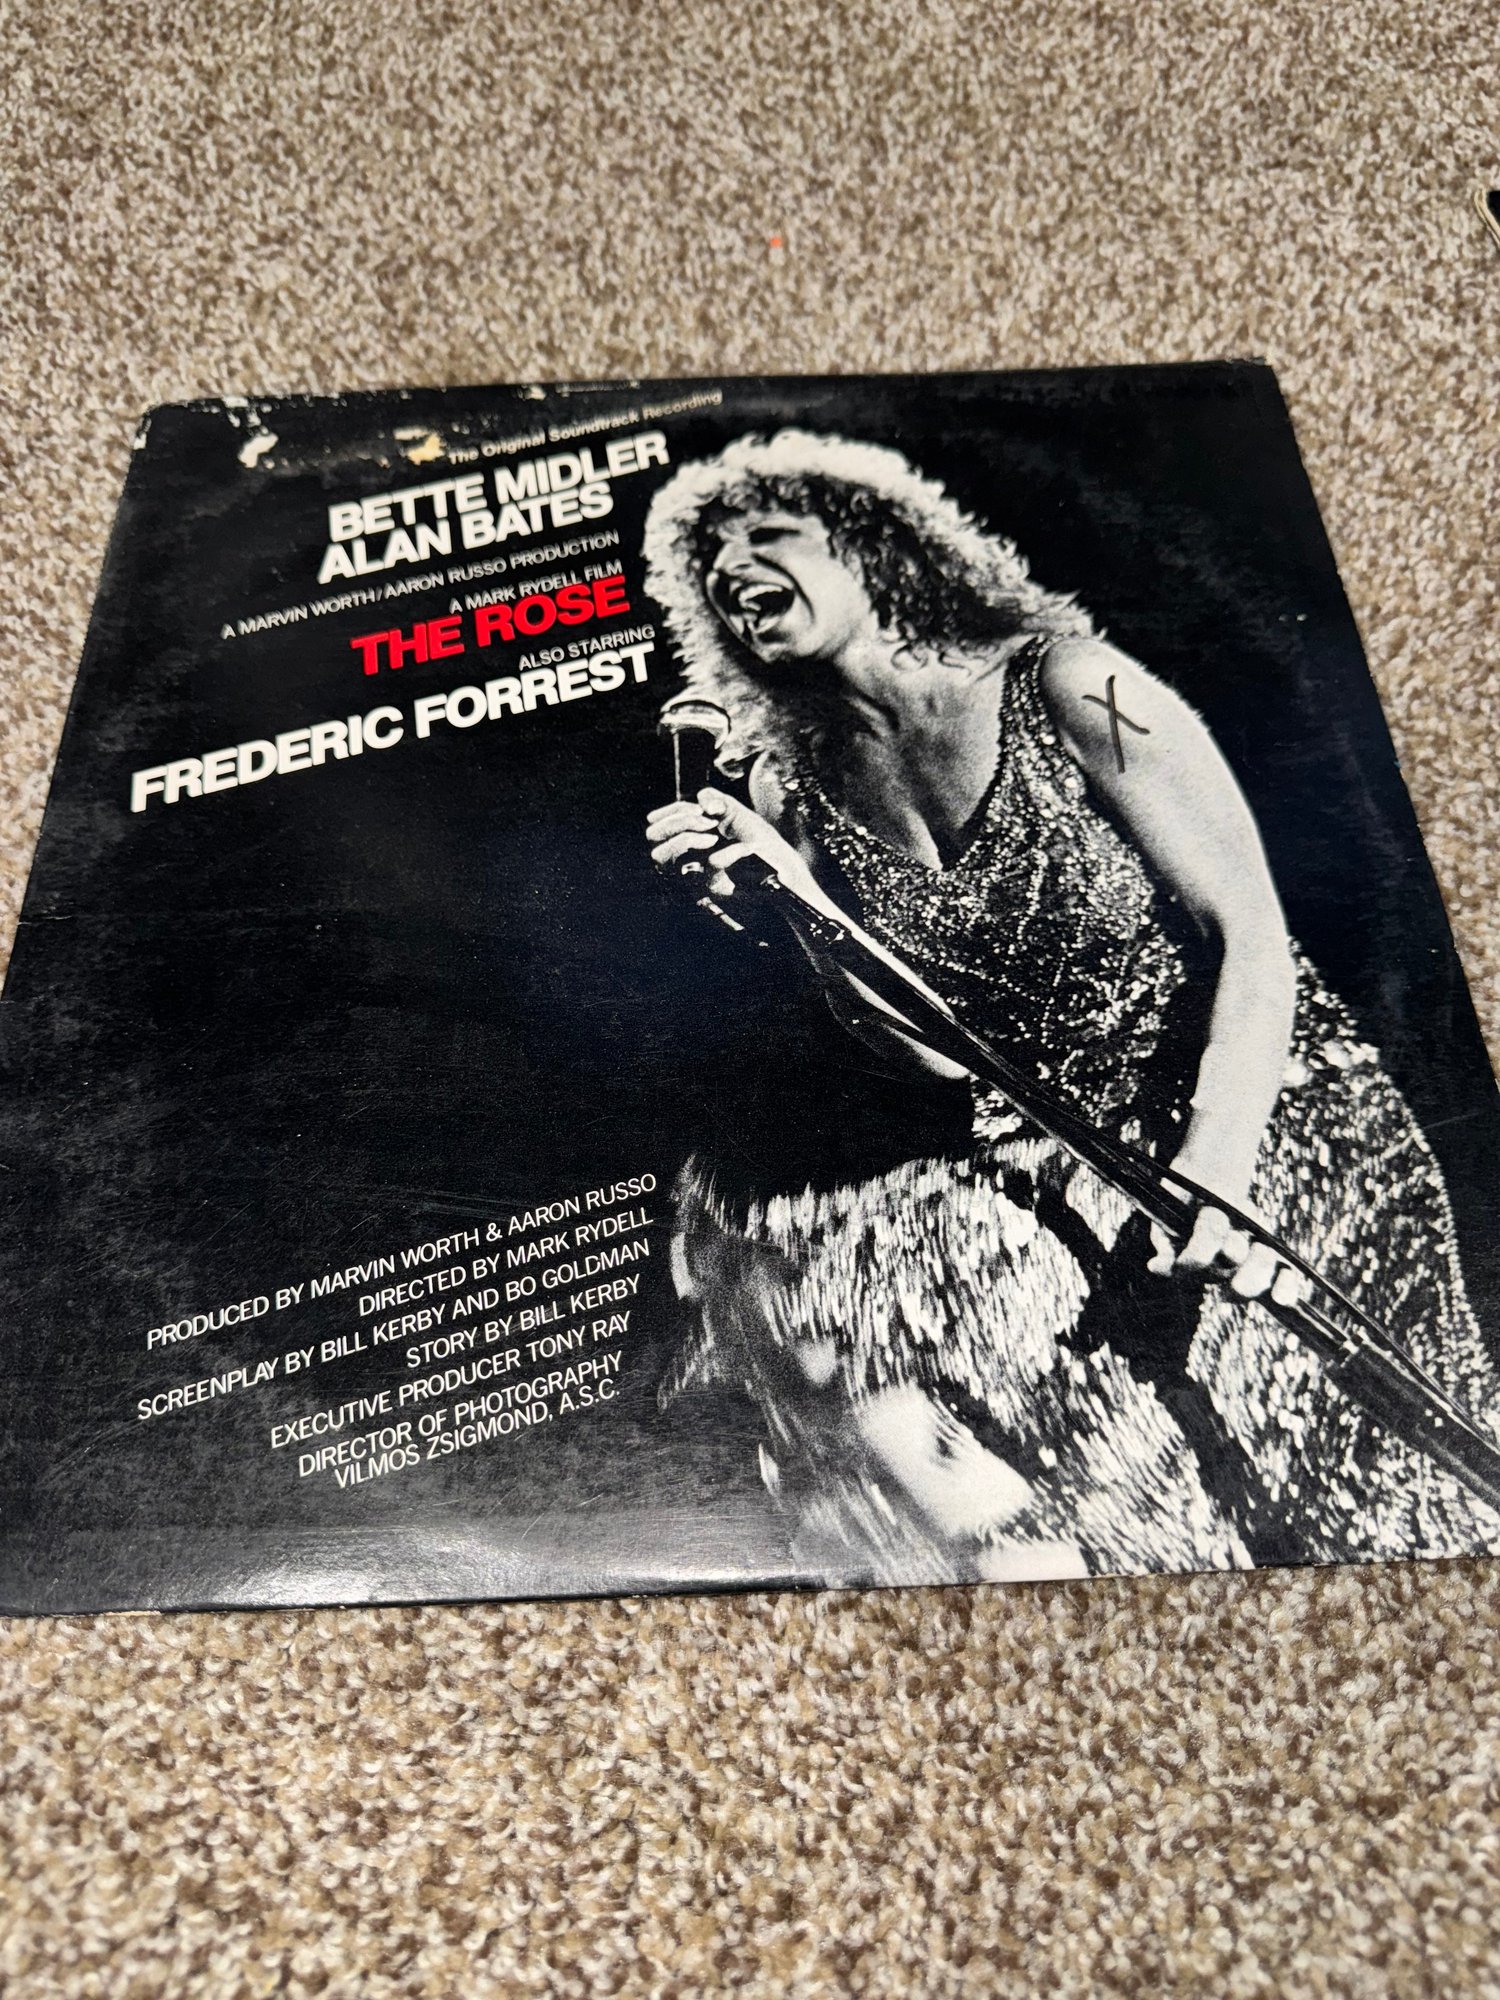 The Original Soundtrack Recording
BETTE MIDLER
ALAN BATES
A MARVIN WORTH/AARON RUSSO PRODUCTION
A MARK RYDELL FILM
THE ROSE
ALSO STARRING
FREDERIC FORREST
X
PRODUCED BY MARVIN WORTH & AARON RUSSO
DIRECTED BY MARK RYDELL
SCREENPLAY BY BILL KERBY AND BO GOLDMAN
STORY BY BILL KERBY
EXECUTIVE PRODUCER TONY RAY
DIRECTOR OF PHOTOGRAPHY
VILMOS ZSIGMOND, A.S.C.